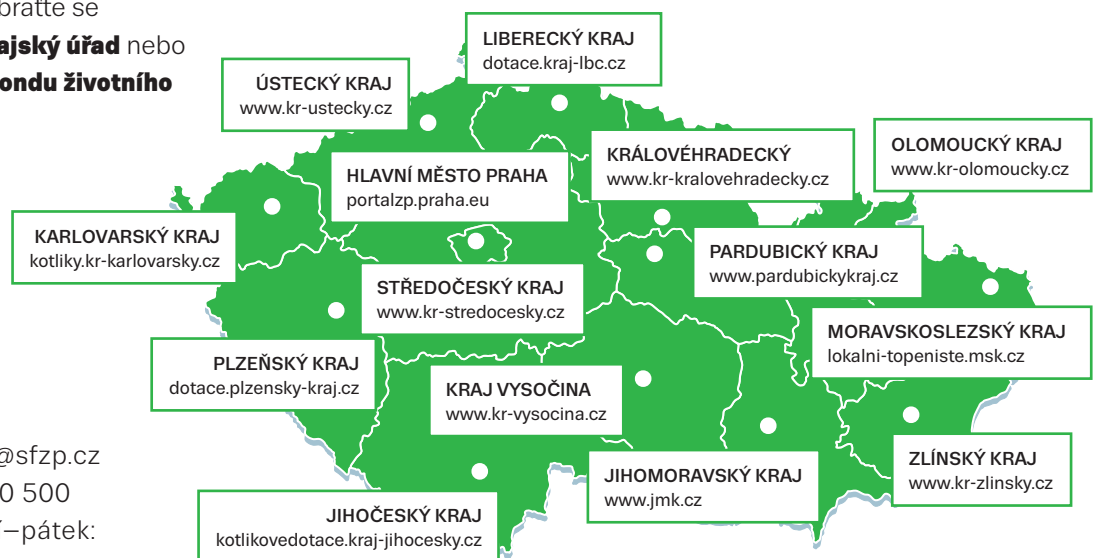 braťte se
ajský úřad nebo
ondu životního
LIBERECKÝ KRAJ
dotace.kraj-lbc.cz
ÚSTECKÝ KRAJ
www.kr-ustecky.cz
OLOMOUCKÝ KRAJ
www.kr-olomoucky.cz
KRÁLOVÉHRADECKÝ
www.kr-kralovehradecky.cz
HLAVNÍ MĚSTO PRAHA
portalzp.praha.eu
KARLOVARSKÝ KRAJ
kotliky.kr-karlovarsky.cz
PARDUBICKÝ KRAJ
www.pardubickykraj.cz
STŘEDOČESKÝ KRAJ
www.kr-stredocesky.cz
MORAVSKOSLEZSKÝ KRAJ
lokalni-topeniste.msk.cz
PLZEŇSKÝ KRAJ
dotace.plzensky-kraj.cz
KRAJ VYSOČINA
www.kr-vysocina.cz
ZLÍNSKÝ KRAJ
www.kr-zlinsky.cz
JIHOMORAVSKÝ KRAJ
www.jmk.cz
JIHOČESKÝ KRAJ
kotlikovedotace.kraj-jihocesky.cz
@sfzp.cz
0 500
–pátek: